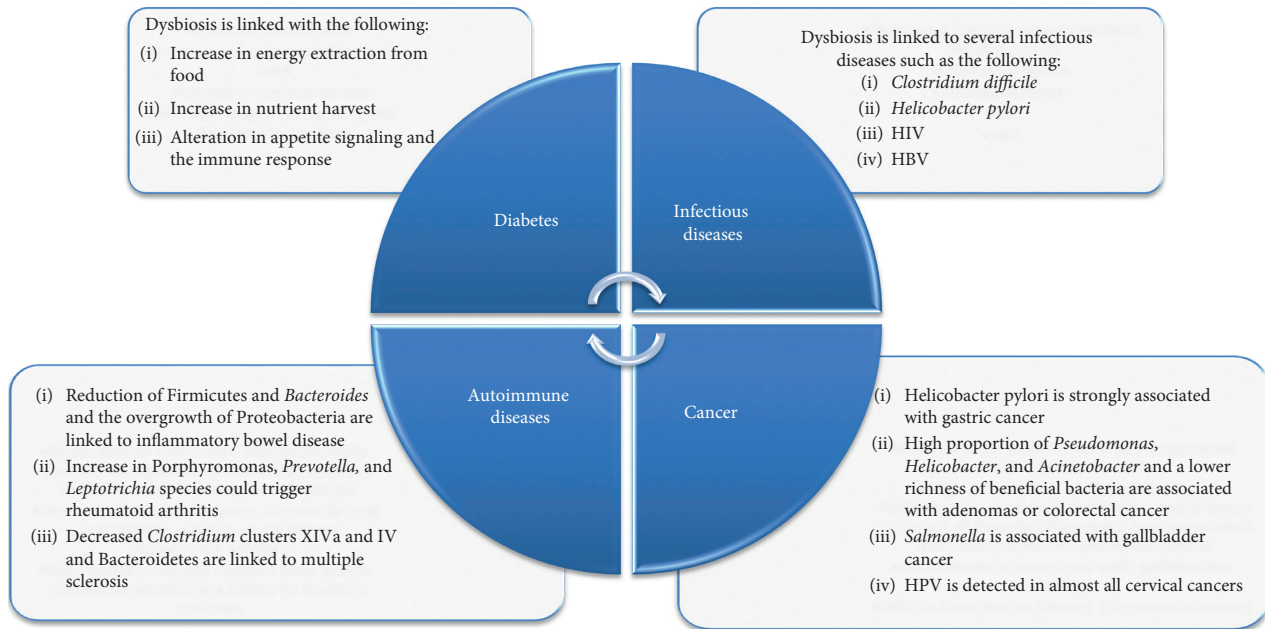 Dysbiosis is linked with the following:
(i) Increase in energy extraction from
food
(ii) Increase in nutrient harvest
(iii) Alteration in appetite signaling and
the immune response
Dysbiosis is linked to several infectious
diseases such as the following:
(i) Clostridium difficile
(ii) Helicobacter pylori
(iii) HIV
(iv) HBV
Diabetes
Infectious
diseases
Autoimmune
diseases
Cancer
(i) Reduction of Firmicutes and Bacteroides
and the overgrowth of Proteobacteria are
linked to inflammatory bowel disease
(ii) Increase in Porphyromonas, Prevotella, and
Leptotrichia species could trigger
rheumatoid arthritis
(iii) Decreased Clostridium clusters XIVa and IV
and Bacteroidetes are linked to multiple
sclerosis
(i) Helicobacter pylori is strongly associated
with gastric cancer
(ii) High proportion of Pseudomonas,
Helicobacter, and Acinetobacter and a lower
richness of beneficial bacteria are associated
with adenomas or colorectal cancer
(iii) Salmonella is associated with gallbladder
cancer
(iv) HPV is detected in almost all cervical cancers